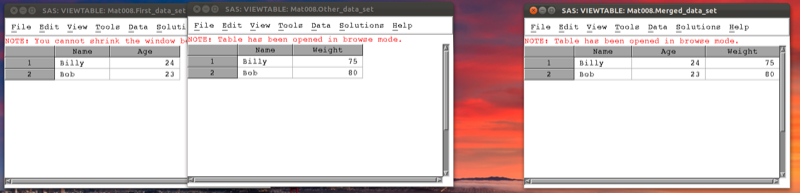 SAS: VIEWTABLE: Mat008.First_data_set
File Edit View Tools Data Solutions
NOTE: You cannot shrink the window be
Name Age
1 Billy 24
2 Bob 23
SAS: VIEWTABLE: Mat008.Other_data_set
File Edit View Tools Data Solutions Help
NOTE: Table has been opened in browse mode.
Name Weight
1 Billy 75
2 Bob 80
SAS: VIEWTABLE: Mat008.Merged_data_set
File Edit View Tools Data Solutions Help
NOTE: Table has been opened in browse mode.
Name Age Weight
1 Billy 24 75
2 Bob 23 80